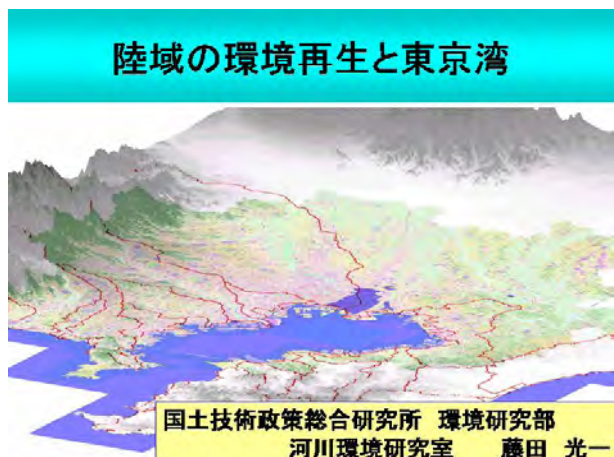 陸域の環境再生と東京湾
国土技術政策総合研究所 環境研究部
河川環境研究室 藤田 光一